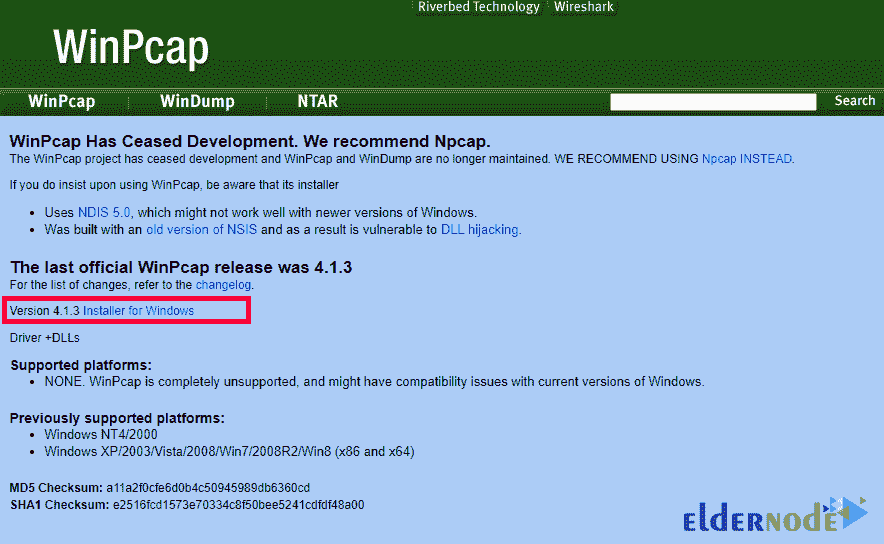 Riverbed Technology Wireshark
WinPcap
WinPcap WinDump NTAR Search
WinPcap Has Ceased Development. We recommend Npcap.
The WinPcap project has ceased development and WinPcap and WinDump are no longer maintained. WE RECOMMEND USING Npcap INSTEAD.
If you do insist upon using WinPcap, be aware that its installer
• Uses NDIS 5.0, which might not work well with newer versions of Windows.
• Was built with an old version of NSIS and as a result is vulnerable to DLL hijacking.
The last official WinPcap release was 4.1.3
For the list of changes, refer to the changelog.
Version 4.1.3 Installer for Windows
Driver +DLLs
Supported platforms:
• NONE. WinPcap is completely unsupported, and might have compatibility issues with current versions of Windows.
Previously supported platforms:
• Windows NT4/2000
• Windows XP/2003/Vista/2008/Win7/2008R2/Win8 (x86 and x64)
MD5 Checksum: a11a2f0cfe6d0b4c50945989db6360cd
SHA1 Checksum: e2516fcd1573e70334c8f50bee5241cdfdf48a00
eldernode